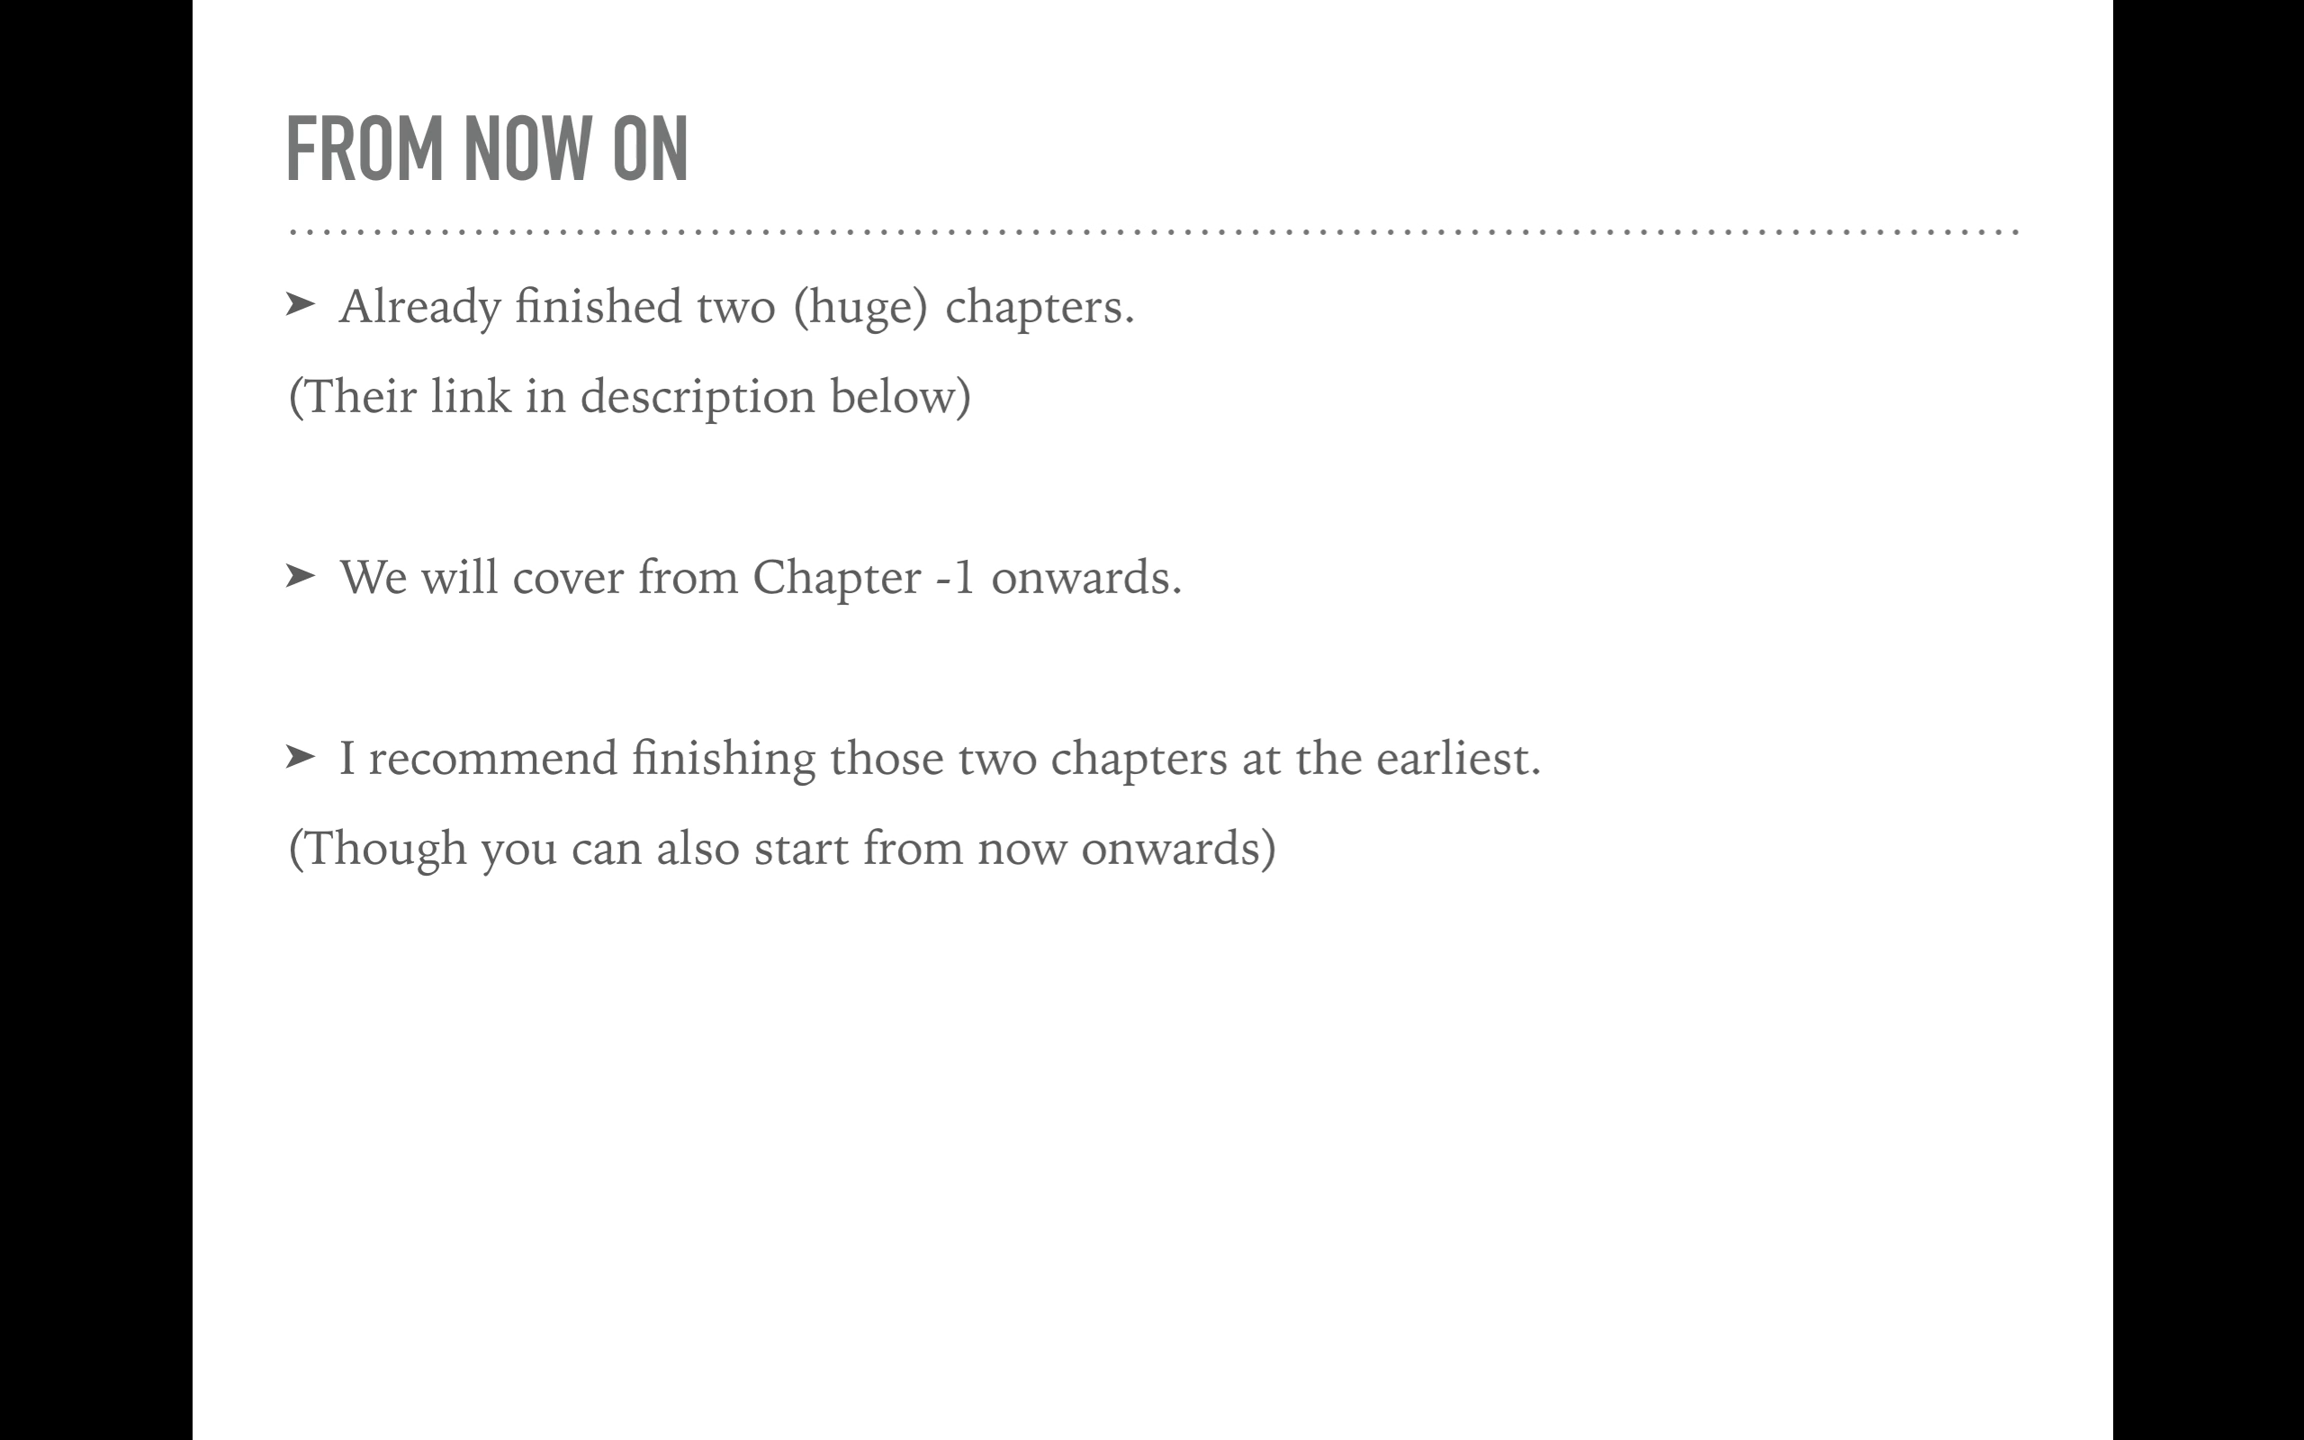 FROM NOW ON
➤ Already finished two (huge) chapters.
(Their link in description below)
➤ We will cover from Chapter -1 onwards.
➤ I recommend finishing those two chapters at the earliest.
(Though you can also start from now onwards)